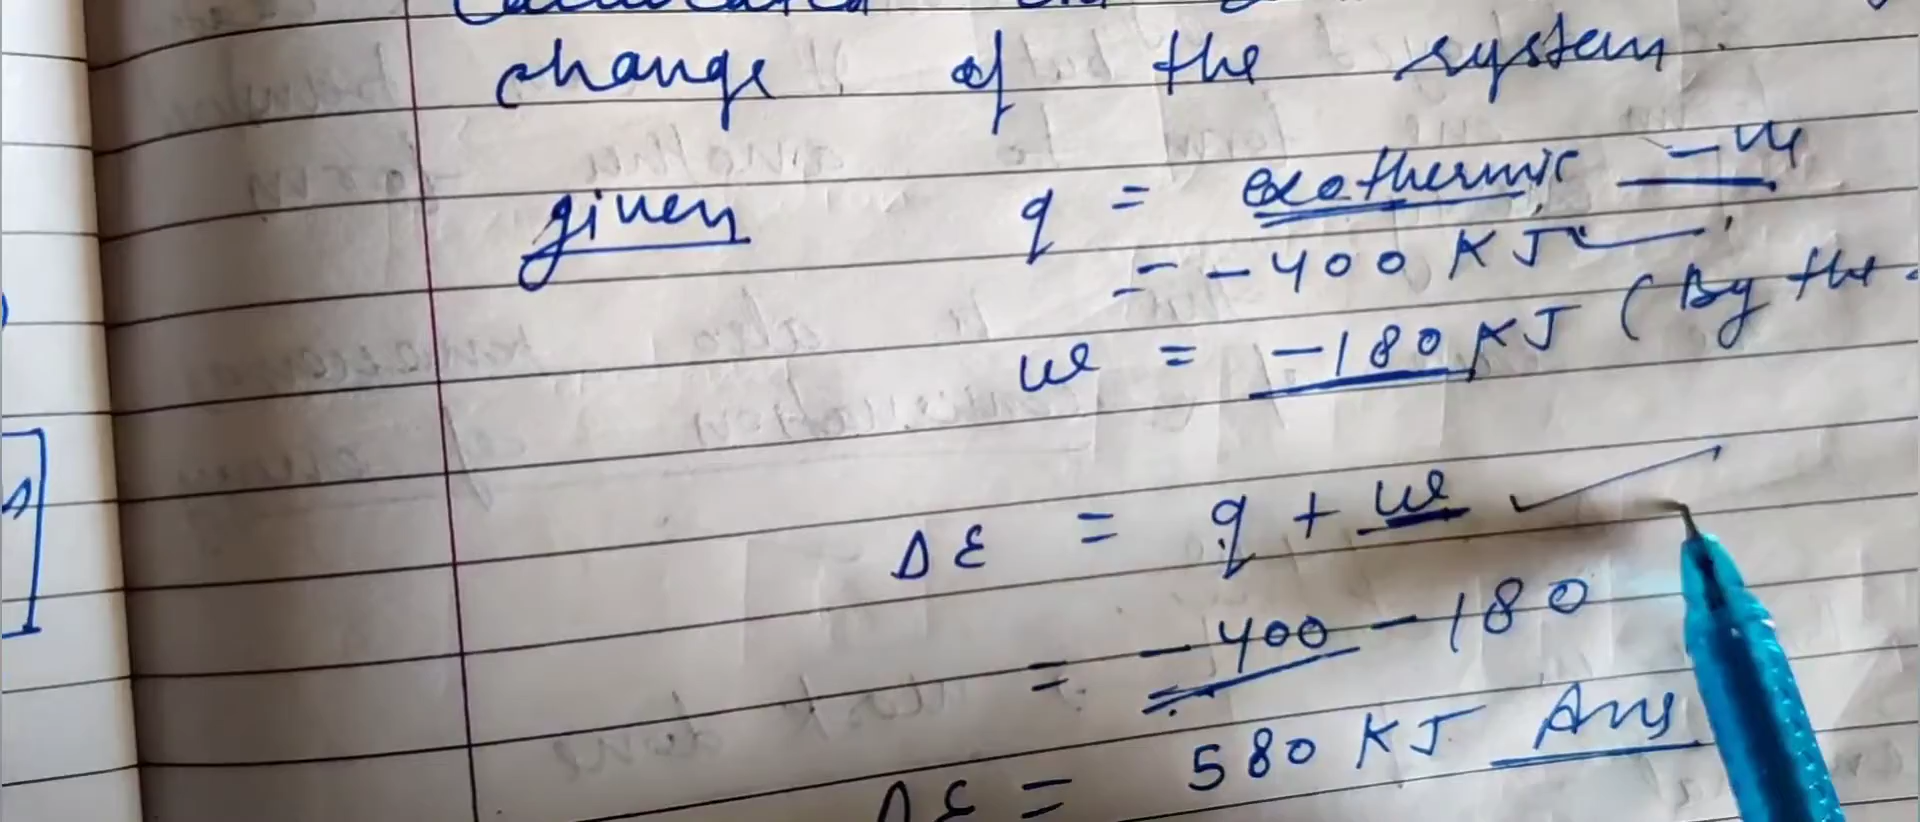 change of the system.
given q = exothermic -ve
= -400 KJ
w = -180 KJ (By the
ΔE = q + w
= -400 - 180
ΔE = 580 KJ Ans